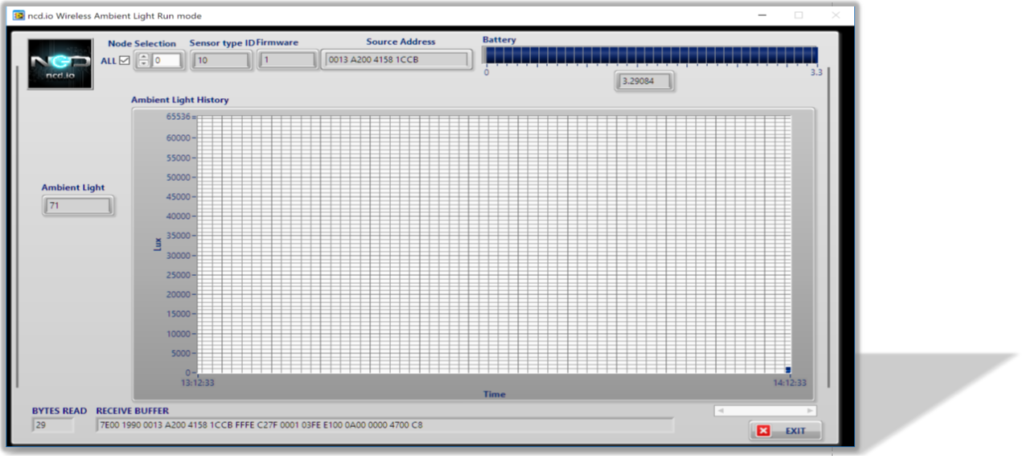 ncd.io Wireless Ambient Light Run mode
NCD
ncd.io
Node Selection
ALL
0
Sensor type ID
10
Firmware
1
Source Address
0013 A200 4158 1CCB
Battery
0
3.3
3.29084
Ambient Light History
Ambient Light
71
65536
60000
55000
50000
45000
40000
35000
30000
25000
20000
15000
10000
5000
0
Lux
13:12:33
14:12:33
Time
BYTES READ
29
RECEIVE BUFFER
7E00 1990 0013 A200 4158 1CCB FFFE C27F 0001 03FE E100 0A00 0000 4700 C8
EXIT